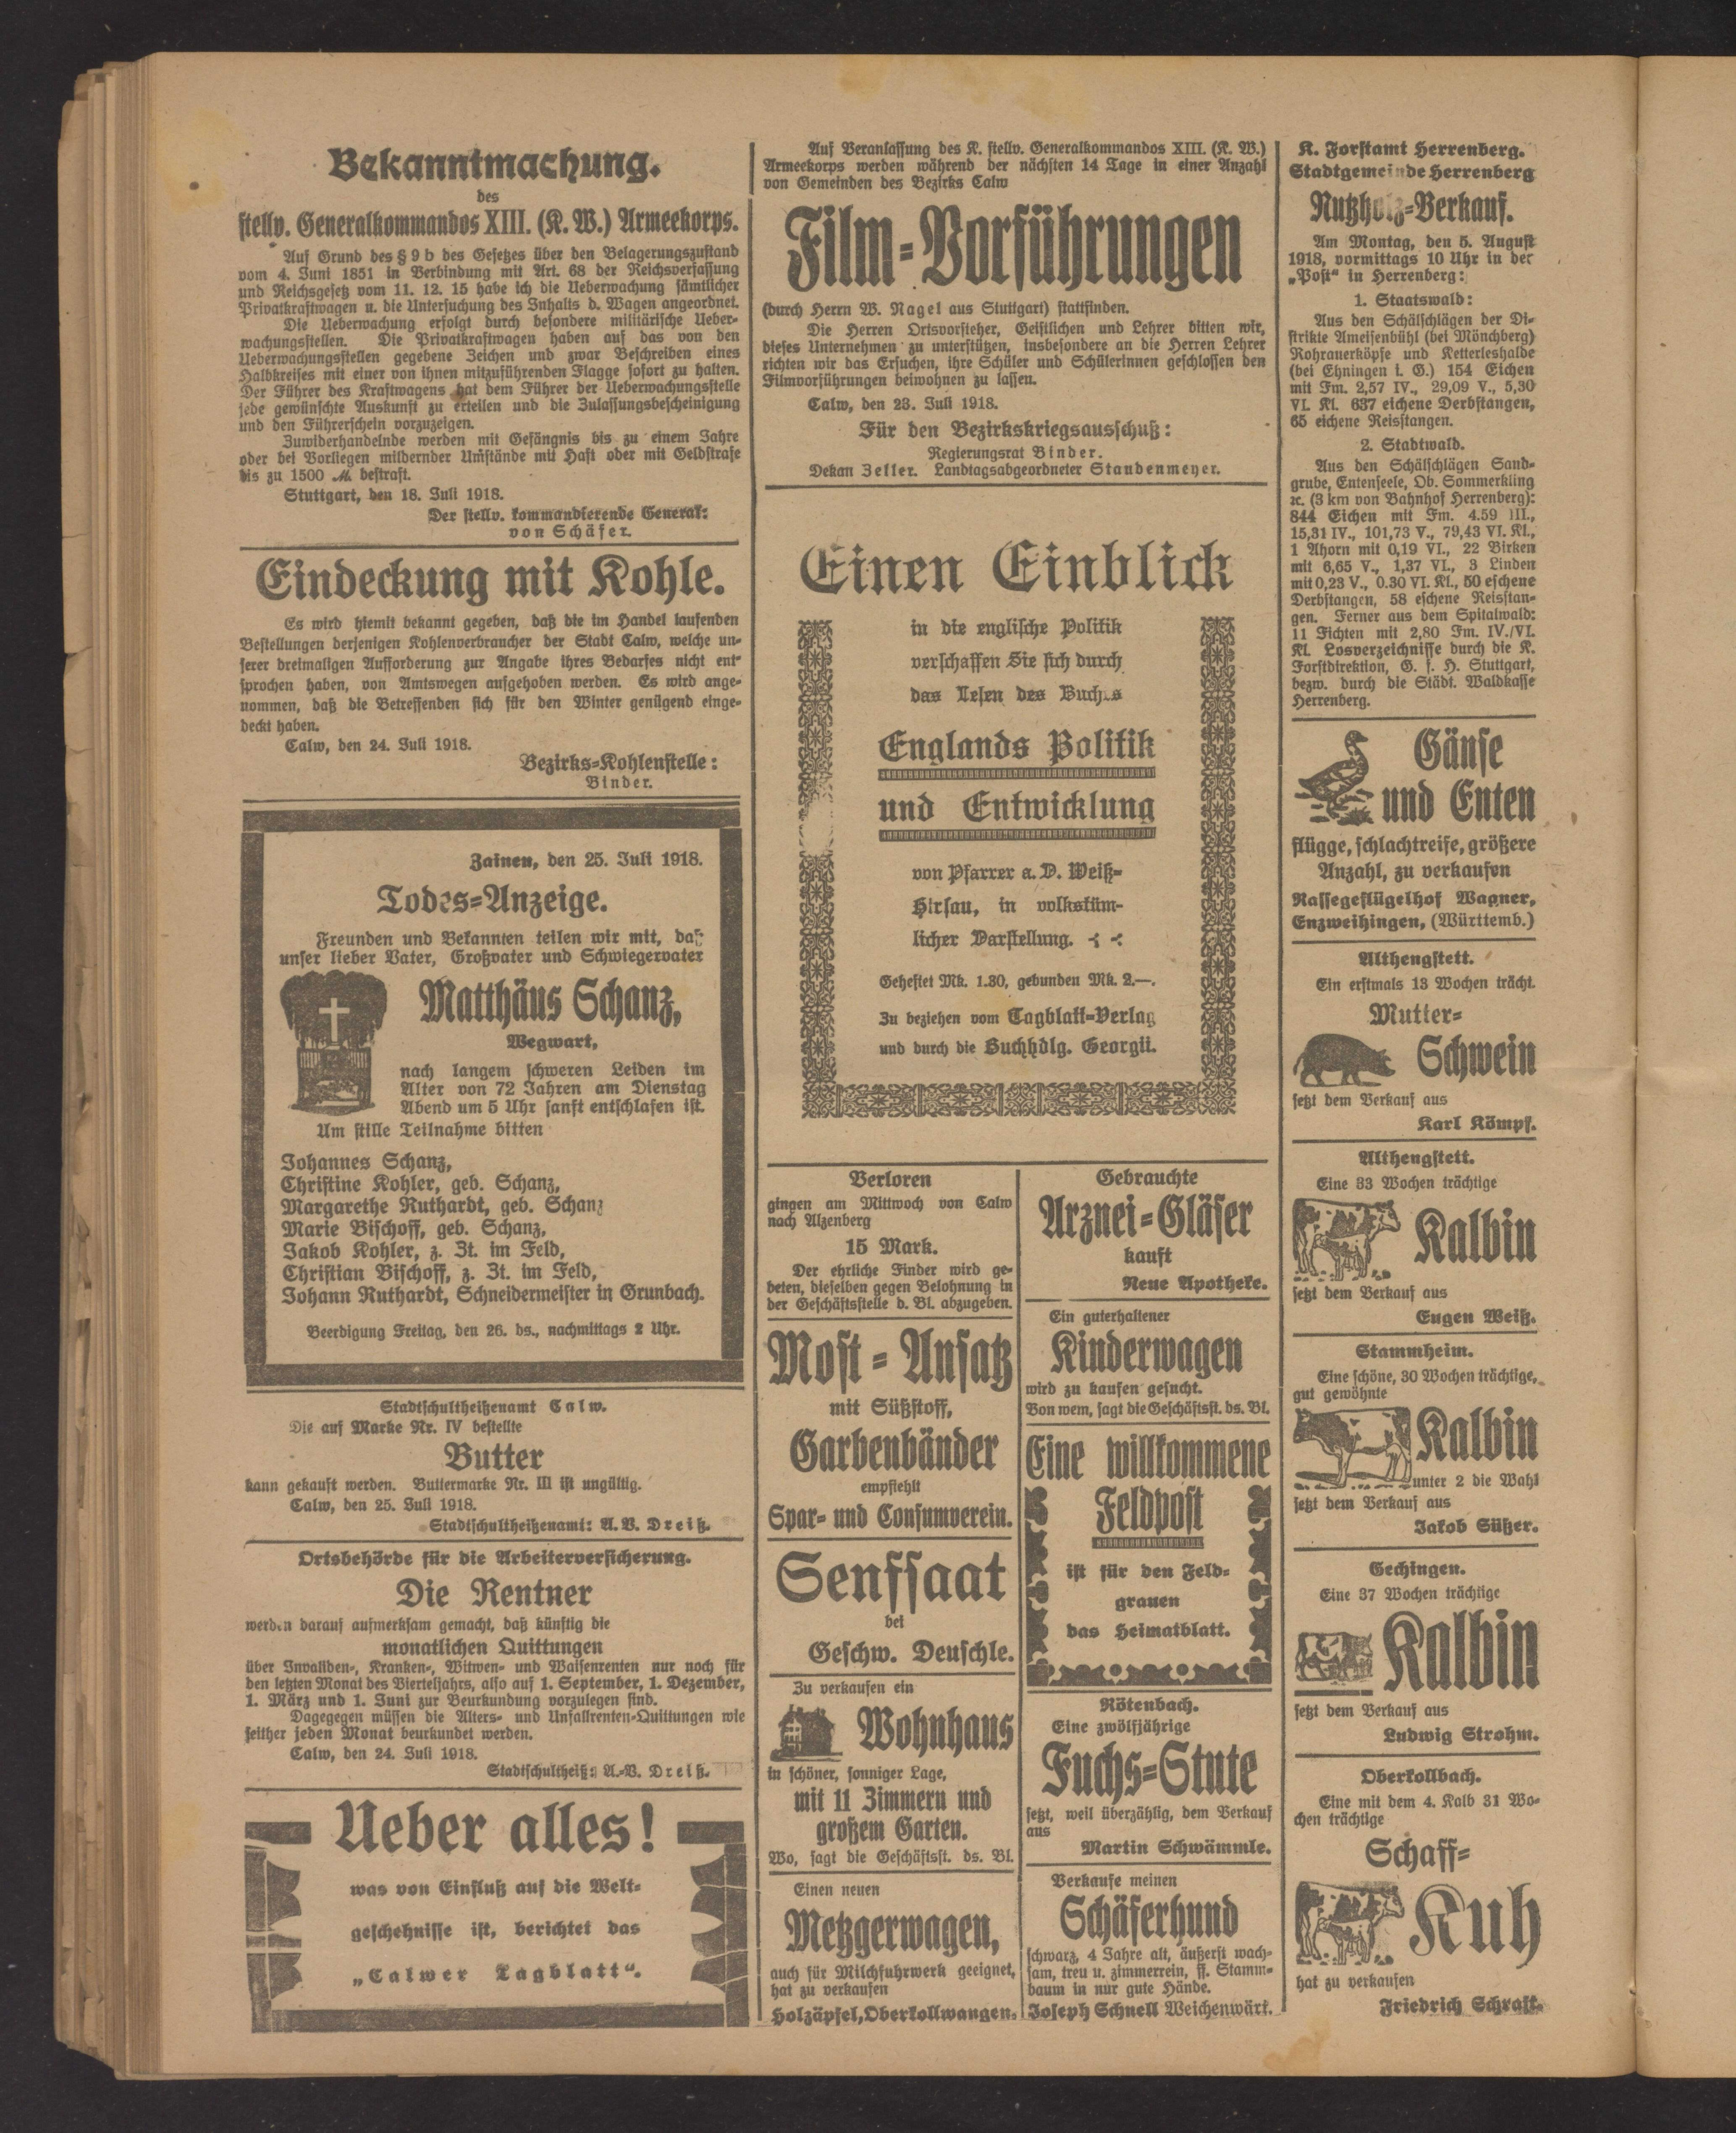 Bekanntmachung.
des
stellv. Generalkommandos XIII. (K. W.) Armeekorps.
Auf Grund des § 9 b des Gesetzes über den Belagerungszustand
vom 4. Juni 1851 in Verbindung mit Art. 68 der Reichsverfassung
und Reichsgesetz vom 11. 12. 15 habe ich die Ueberwachung sämtlicher
Privatkraftwagen u. die Untersuchung des Inhalts d. Wagen angeordnet.
Die Ueberwachung erfolgt durch besondere militärische Ueber-
wachungsstellen. Die Privatkraftwagen haben auf das von den
Ueberwachungsstellen gegebene Zeichen und zwar Beschreiben eines
Halbkreises mit einer von ihnen mitzuführenden Flagge sofort zu halten.
Der Führer des Kraftwagens hat dem Führer der Ueberwachungsstelle
jede gewünschte Auskunft zu erteilen und die Zulassungsbescheinigung
und den Führerschein vorzuzeigen.
Zuwiderhandelnde werden mit Gefängnis bis zu einem Jahre
oder bei Vorliegen mildernder Umstände mit Haft oder mit Geldstrafe
bis zu 1500 M. bestraft.
Stuttgart, den 18. Juli 1918.
Der stellv. kommandierende General:
von Schäfer.
Eindeckung mit Kohle.
Es wird hiemit bekannt gegeben, daß die im Handel laufenden
Bestellungen derjenigen Kohlenverbraucher der Stadt Calw, welche un-
serer dreimaligen Aufforderung zur Angabe ihres Bedarfes nicht ent-
sprochen haben, von Amtswegen aufgehoben werden. Es wird ange-
nommen, daß die Betreffenden sich für den Winter genügend einge-
deckt haben.
Calw, den 24. Juli 1918.
Bezirks-Kohlenstelle:
Binder.
Zainen, den 25. Juli 1918.
Todes-Anzeige.
Freunden und Bekannten teilen wir mit, daß
unser lieber Vater, Großvater und Schwiegervater
Matthäus Schanz,
Wegwart,
nach langem schweren Leiden im
Alter von 72 Jahren am Dienstag
Abend um 5 Uhr sanft entschlafen ist.
Um stille Teilnahme bitten
Johannes Schanz,
Christine Kohler, geb. Schanz,
Margarethe Ruthardt, geb. Schanz
Marie Bischoff, geb. Schanz,
Jakob Kohler, z. Zt. im Feld,
Christian Bischoff, z. Zt. im Feld,
Johann Ruthardt, Schneidermeister in Grunbach.
Beerdigung Freitag, den 26. ds., nachmittags 2 Uhr.
Stadtschultheißenamt Calw.
Die auf Marke Nr. IV bestellte
Butter
kann gekauft werden. Buttermarke Nr. III ist ungültig.
Calw, den 25. Juli 1918.
Stadtschultheißenamt: A. V. Dreiß.
Ortsbehörde für die Arbeiterversicherung.
Die Rentner
werden darauf aufmerksam gemacht, daß künftig die
monatlichen Quittungen
über Invaliden-, Kranken-, Witwen- und Waisenrenten nur noch für
den letzten Monat des Vierteljahrs, also auf 1. September, 1. Dezember,
1. März und 1. Juni zur Beurkundung vorzulegen sind.
Dagegegen müssen die Alters- und Unfallrenten-Quittungen wie
seither jeden Monat beurkundet werden.
Calw, den 24. Juli 1918.
Stadtschultheiß: A.-V. Dreiß.
Ueber alles!
was von Einfluß auf die Welt-
geschehnisse ist, berichtet das
„Calwer Tagblatt“.
Auf Veranlassung des K. stellv. Generalkommandos XIII. (K. W.)
Armeekorps werden während der nächsten 14 Tage in einer Anzahl
von Gemeinden des Bezirks Calw
Film-Vorführungen
(durch Herrn W. Nagel aus Stuttgart) stattfinden.
Die Herren Ortsvorsteher, Geistlichen und Lehrer bitten wir,
dieses Unternehmen zu unterstützen, insbesondere an die Herren Lehrer
richten wir das Ersuchen, ihre Schüler und Schülerinnen geschlossen den
Filmvorführungen beiwohnen zu lassen.
Calw, den 23. Juli 1918.
Für den Bezirkskriegsausschuß:
Regierungsrat Binder.
Dekan Zeller. Landtagsabgeordneter Staudenmeyer.
Einen Einblick
in die englische Politik
verschaffen Sie sich durch
das Lesen des Buches
Englands Politik
und Entwicklung
von Pfarrer a. D. Weiß-
Hirsau, in volkstüm-
licher Darstellung.
Geheftet Mk. 1.30, gebunden Mk. 2.—.
Zu beziehen vom Tagblatt-Verlag
und durch die Buchhdlg. Georgii.
Verloren
gingen am Mittwoch von Calw
nach Alzenberg
15 Mark.
Der ehrliche Finder wird ge-
beten, dieselben gegen Belohnung in
der Geschäftsstelle d. Bl. abzugeben.
Most-Ansatz
mit Süßstoff,
Garbenbänder
empfiehlt
Spar- und Consumverein.
Senfsaat
bei
Geschw. Deuschle.
Zu verkaufen ein
Wohnhaus
in schöner, sonniger Lage,
mit 11 Zimmern und
großem Garten.
Wo, sagt die Geschäftsst. ds. Bl.
Einen neuen
Metzgerwagen,
auch für Milchfuhrwerk geeignet,
hat zu verkaufen
Holzäpfel, Oberkollwangen.
Gebrauchte
Arznei-Gläser
kauft
Neue Apotheke.
Ein guterhaltener
Kinderwagen
wird zu kaufen gesucht.
Von wem, sagt die Geschäftsst. ds. Bl.
Eine willkommene
Feldpost
ist für den Feld-
grauen
das Heimatblatt.
Rötenbach.
Eine zwölfjährige
Fuchs-Stute
setzt, weil überzählig, dem Verkauf
aus
Martin Schwämmle.
Verkaufe meinen
Schäferhund
schwarz, 4 Jahre alt, äußerst wach-
sam, treu u. zimmerrein, ff. Stamm-
baum in nur gute Hände.
Joseph Schnell Weichenwärt.
K. Forstamt Herrenberg.
Stadtgemeinde Herrenberg
Nutzholz-Verkauf.
Am Montag, den 5. August
1918, vormittags 10 Uhr in der
„Post“ in Herrenberg:
1. Staatswald:
Aus den Schälschlägen der Di-
strikte Ameisenbühl (bei Mönchberg)
Rohrauerköpfe und Ketterleshalde
(bei Ehningen i. G.) 154 Eichen
mit Fm. 2,57 IV., 29,09 V., 5,30
VI. Kl. 637 eichene Derbstangen,
65 eichene Reisstangen.
2. Stadtwald.
Aus den Schälschlägen Sand-
grube, Entensee­le, Ob. Sommerkling
ꝛc. (3 km von Bahnhof Herrenberg):
844 Eichen mit Fm. 4.59 III.,
15,31 IV., 101,73 V., 79,43 VI. Kl.,
1 Ahorn mit 0,19 VI., 22 Birken
mit 6,65 V., 1,37 VI., 3 Linden
mit 0,23 V., 0.30 VI. Kl., 50 eschene
Derbstangen, 58 eschene Reisstan-
gen. Ferner aus dem Spitalwald:
11 Fichten mit 2,80 Fm. IV./VI.
Kl. Losverzeichnisse durch die K.
Forstdirektion, G. f. H. Stuttgart,
bezw. durch die Städt. Waldkasse
Herrenberg.
Gänse
und Enten
flügge, schlachtreife, größere
Anzahl, zu verkaufen
Rassegeflügelhof Wagner,
Enzweihingen, (Württemb.)
Althengstett.
Ein erstmals 13 Wochen trächt.
Mutter-
Schwein
setzt dem Verkauf aus
Karl Kömpf.
Althengstett.
Eine 33 Wochen trächtige
Kalbin
setzt dem Verkauf aus
Eugen Weiß.
Stammheim.
Eine schöne, 30 Wochen trächtige,
gut gewöhnte
Kalbin
unter 2 die Wahl
setzt dem Verkauf aus
Jakob Süßer.
Gechingen.
Eine 37 Wochen trächtige
Kalbin
setzt dem Verkauf aus
Ludwig Strohm.
Oberkollbach.
Eine mit dem 4. Kalb 31 Wo-
chen trächtige
Schaff-
Kuh
hat zu verkaufen
Friedrich Schraft.